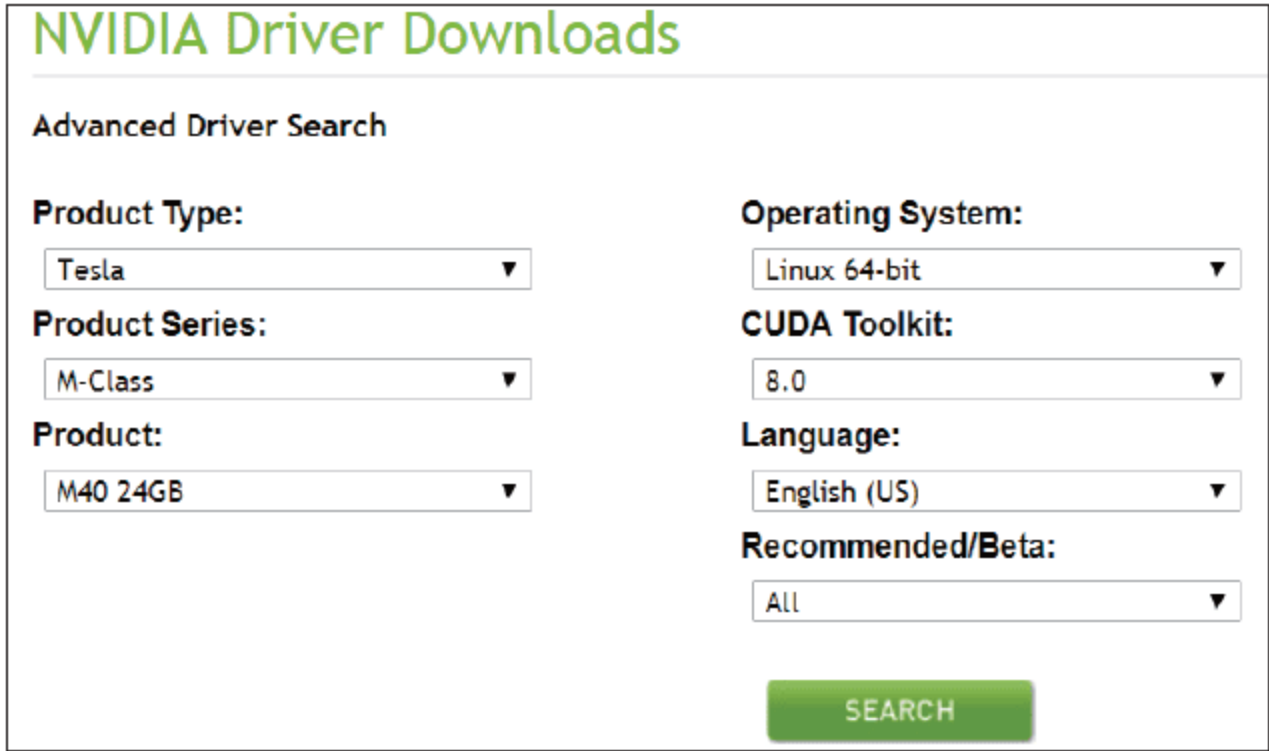 NVIDIA Driver Downloads
Advanced Driver Search
Product Type:
Tesla
Product Series:
M-Class
Product:
M40 24GB
Operating System:
Linux 64-bit
CUDA Toolkit:
8.0
Language:
English (US)
Recommended/Beta:
All
SEARCH